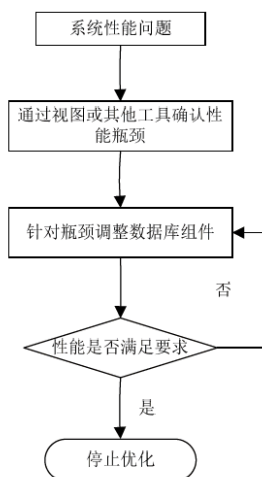 系统性能问题
通过视图或其他工具确认性
能瓶颈
针对瓶颈调整数据库组件
否
性能是否满足要求
是
停止优化